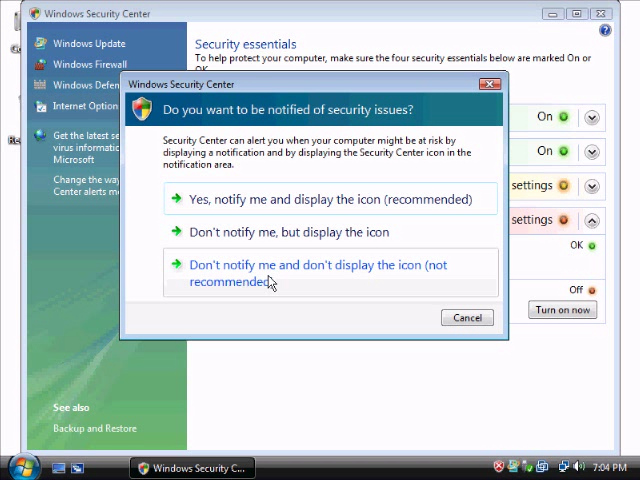 Windows Security Center
Windows Update
Windows Firewall
Windows Defen
Internet Option
Get the latest se
virus informatic
Microsoft
Change the way
Center alerts m
See also
Backup and Restore
Security essentials
To help protect your computer, make sure the four security essentials below are marked On or
OK.
On
On
settings
settings
OK
Off
Turn on now
Windows Security Center
Do you want to be notified of security issues?
Security Center can alert you when your computer might be at risk by
displaying a notification and by displaying the Security Center icon in the
notification area.
Yes, notify me and display the icon (recommended)
Don't notify me, but display the icon
Don't notify me and don't display the icon (not
recommended)
Cancel
Windows Security C...
7:04 PM